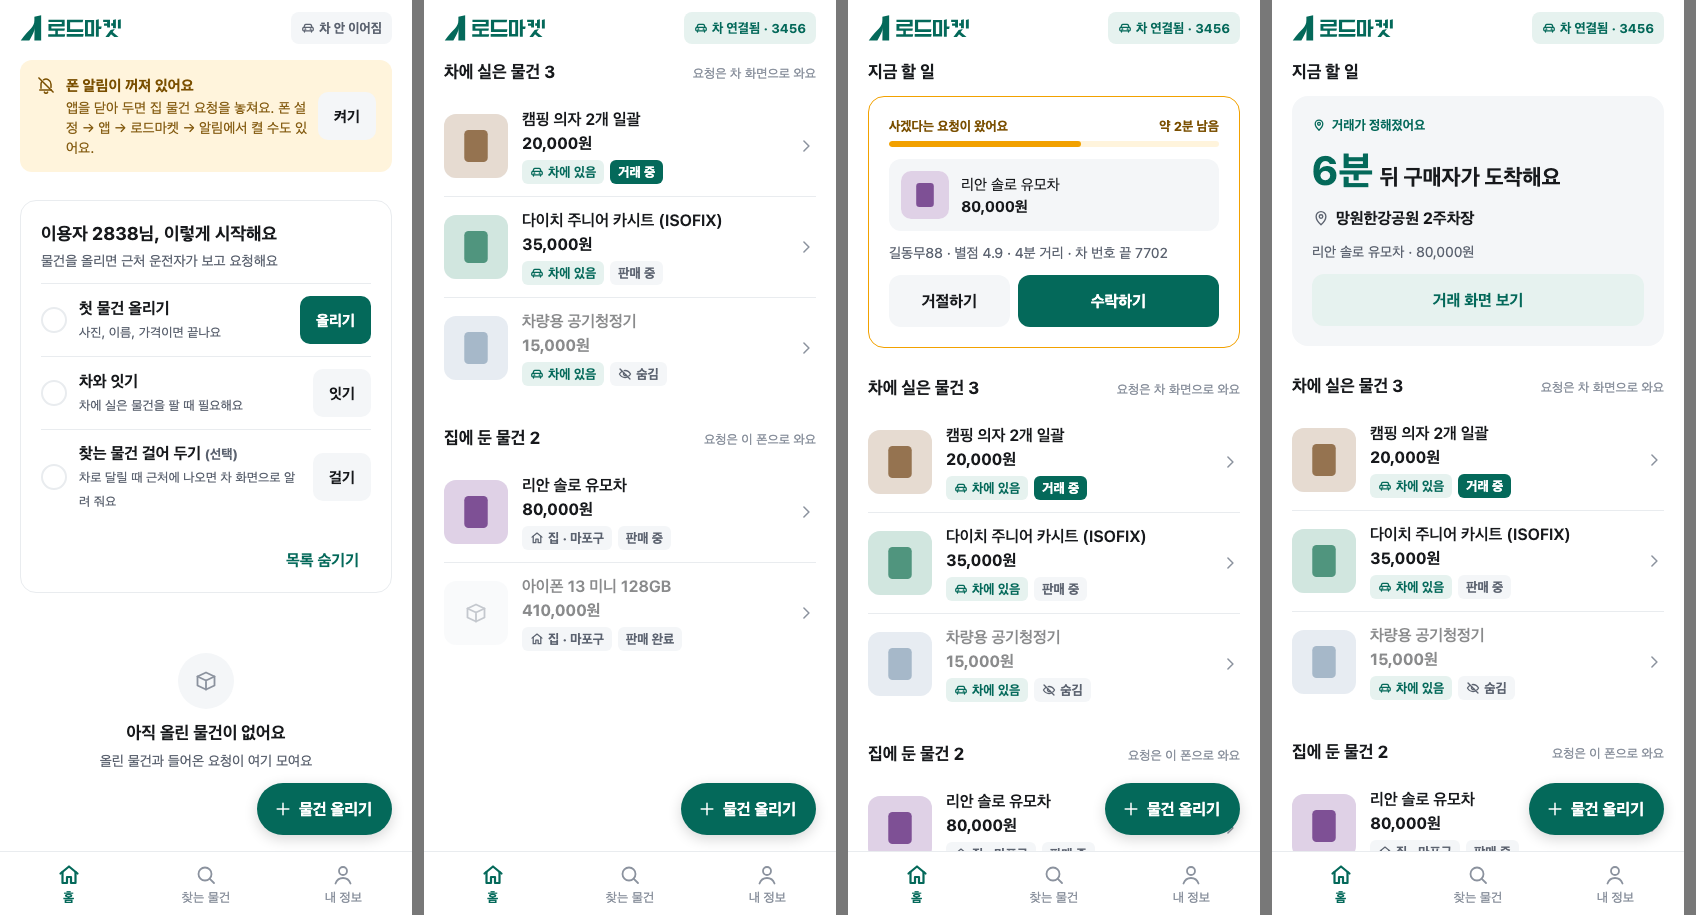 로드마켓
차 안 이어짐
폰 알림이 꺼져 있어요
앱을 닫아 두면 집 물건 요청을 놓쳐요. 폰 설
정 → 앱 → 로드마켓 → 알림에서 켤 수도 있
어요.
켜기
이용자 2838님, 이렇게 시작해요
물건을 올리면 근처 운전자가 보고 요청해요
첫 물건 올리기
사진, 이름, 가격이면 끝나요
올리기
차와 잇기
차에 실은 물건을 팔 때 필요해요
잇기
찾는 물건 걸어 두기 (선택)
차로 달릴 때 근처에 나오면 차 화면으로 알
려 줘요
걸기
목록 숨기기
아직 올린 물건이 없어요
올린 물건과 들어온 요청이 여기 모여요
+ 물건 올리기
홈
찾는 물건
내 정보
로드마켓
차 연결됨 · 3456
차에 실은 물건 3
요청은 차 화면으로 와요
캠핑 의자 2개 일괄
20,000원
차에 있음
거래 중
다이치 주니어 카시트 (ISOFIX)
35,000원
차에 있음
판매 중
차량용 공기청정기
15,000원
차에 있음
숨김
집에 둔 물건 2
요청은 이 폰으로 와요
리안 솔로 유모차
80,000원
집 · 마포구
판매 중
아이폰 13 미니 128GB
410,000원
집 · 마포구
판매 완료
+ 물건 올리기
홈
찾는 물건
내 정보
로드마켓
차 연결됨 · 3456
지금 할 일
사겠다는 요청이 왔어요
약 2분 남음
리안 솔로 유모차
80,000원
길동무88 · 별점 4.9 · 4분 거리 · 차 번호 끝 7702
거절하기
수락하기
차에 실은 물건 3
요청은 차 화면으로 와요
캠핑 의자 2개 일괄
20,000원
차에 있음
거래 중
다이치 주니어 카시트 (ISOFIX)
35,000원
차에 있음
판매 중
차량용 공기청정기
15,000원
차에 있음
숨김
집에 둔 물건 2
요청은 이 폰으로 와요
리안 솔로 유모차
80,000원
+ 물건 올리기
홈
찾는 물건
내 정보
로드마켓
차 연결됨 · 3456
지금 할 일
거래가 정해졌어요
6분 뒤 구매자가 도착해요
망원한강공원 2주차장
리안 솔로 유모차 · 80,000원
거래 화면 보기
차에 실은 물건 3
요청은 차 화면으로 와요
캠핑 의자 2개 일괄
20,000원
차에 있음
거래 중
다이치 주니어 카시트 (ISOFIX)
35,000원
차에 있음
판매 중
차량용 공기청정기
15,000원
차에 있음
숨김
집에 둔 물건 2
요청은 이 폰으로 와요
리안 솔로 유모차
80,000원
+ 물건 올리기
홈
찾는 물건
내 정보